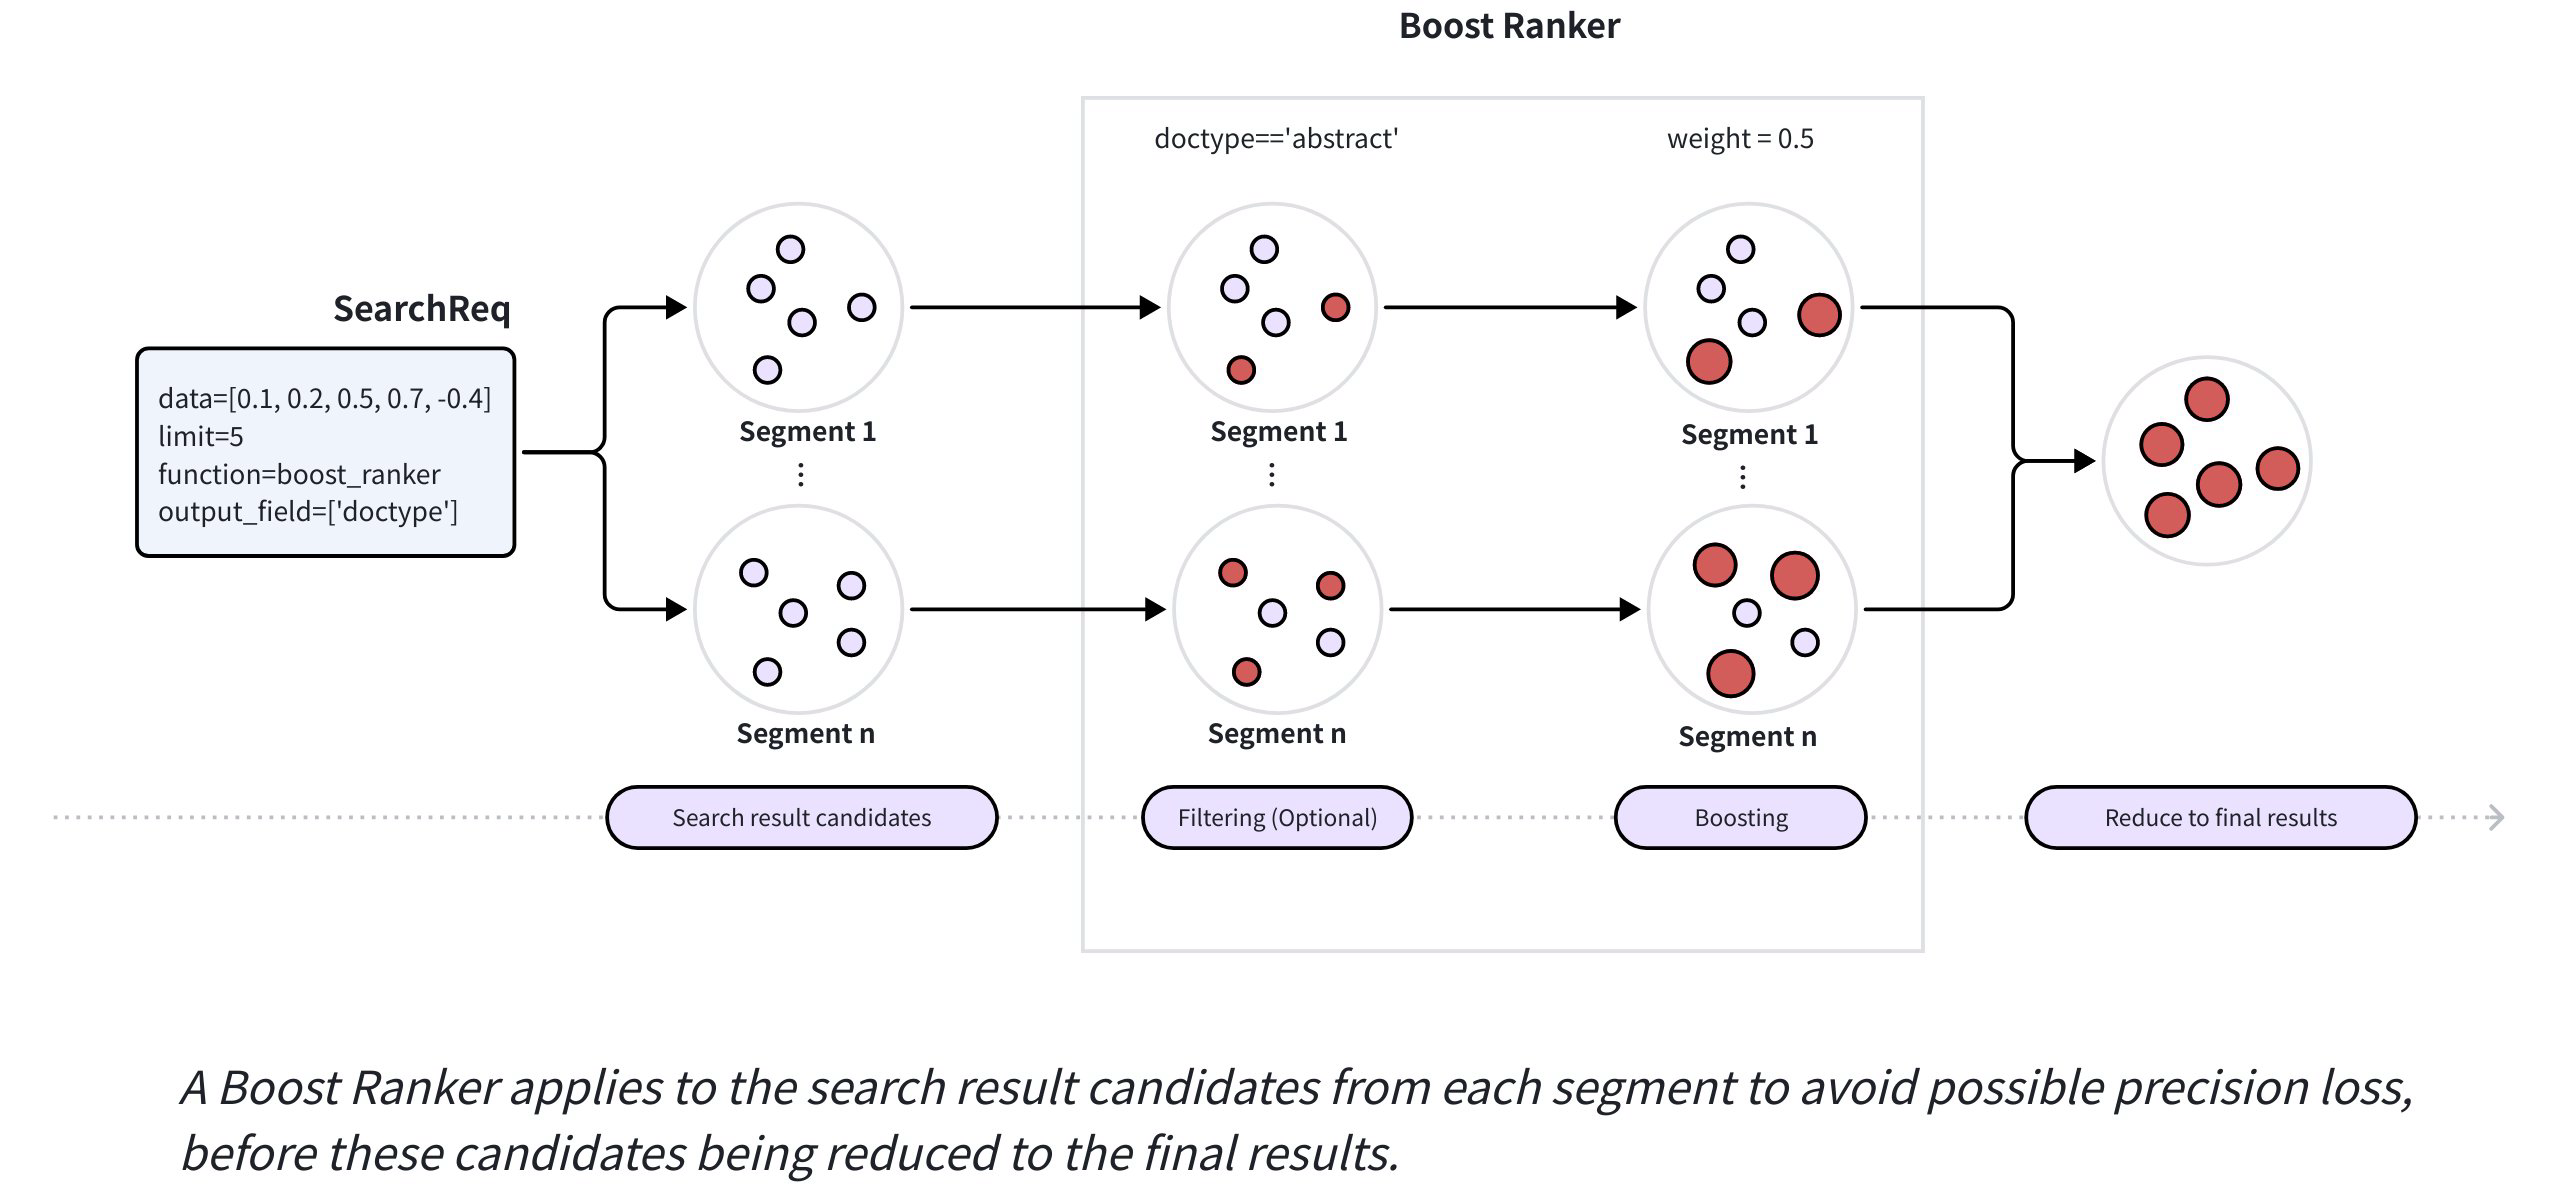 Boost Ranker
doctype=='abstract'
weight = 0.5
SearchReq
data=[0.1, 0.2, 0.5, 0.7, -0.4]
limit=5
function=boost_ranker
output_field=['doctype']
Segment 1
Segment 1
Segment 1
Segment n
Segment n
Segment n
Search result candidates
Filtering (Optional)
Boosting
Reduce to final results
A Boost Ranker applies to the search result candidates from each segment to avoid possible precision loss,
before these candidates being reduced to the final results.